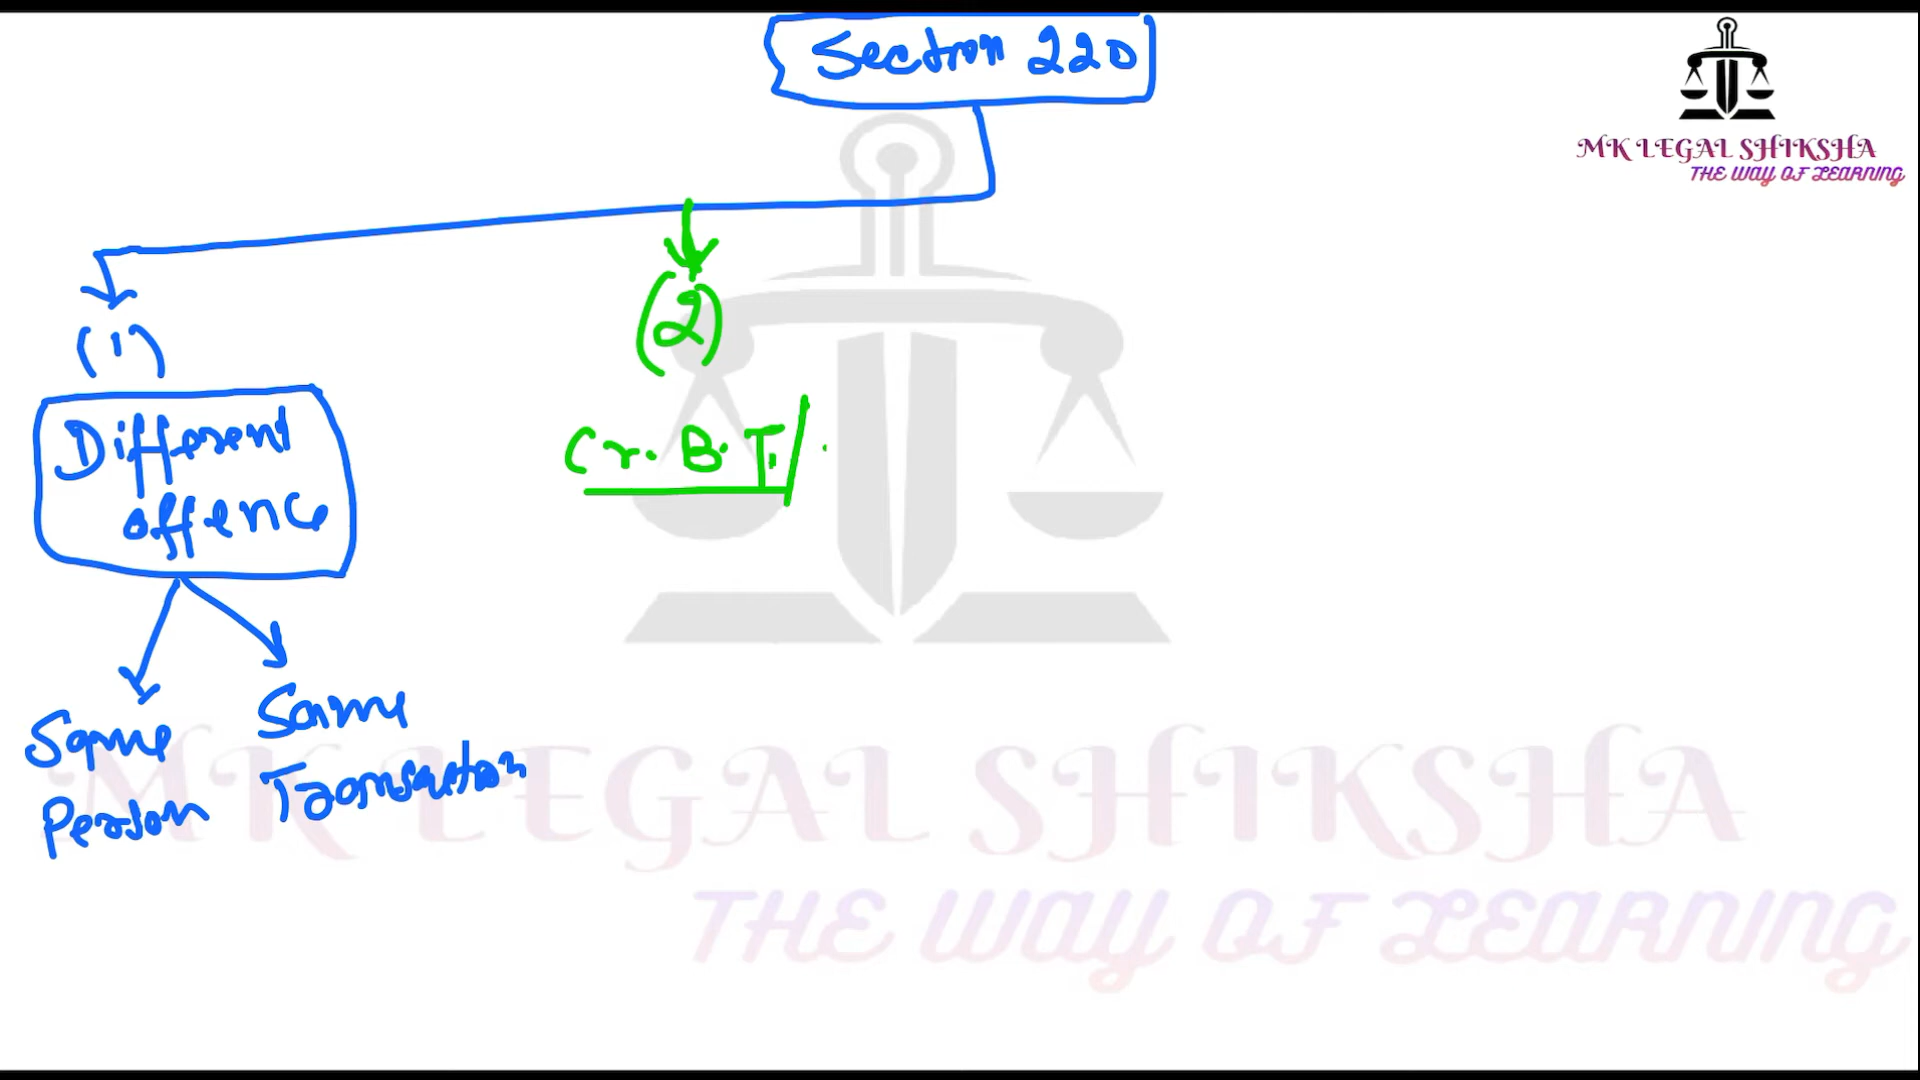 Section 220
MK LEGAL SHIKSHA
THE WAY OF LEARNING
(1)
Different
offence
Same
Person
Same
Transaction
(2)
Cr. B. T. /
MK LEGAL SHIKSHA
THE WAY OF LEARNING